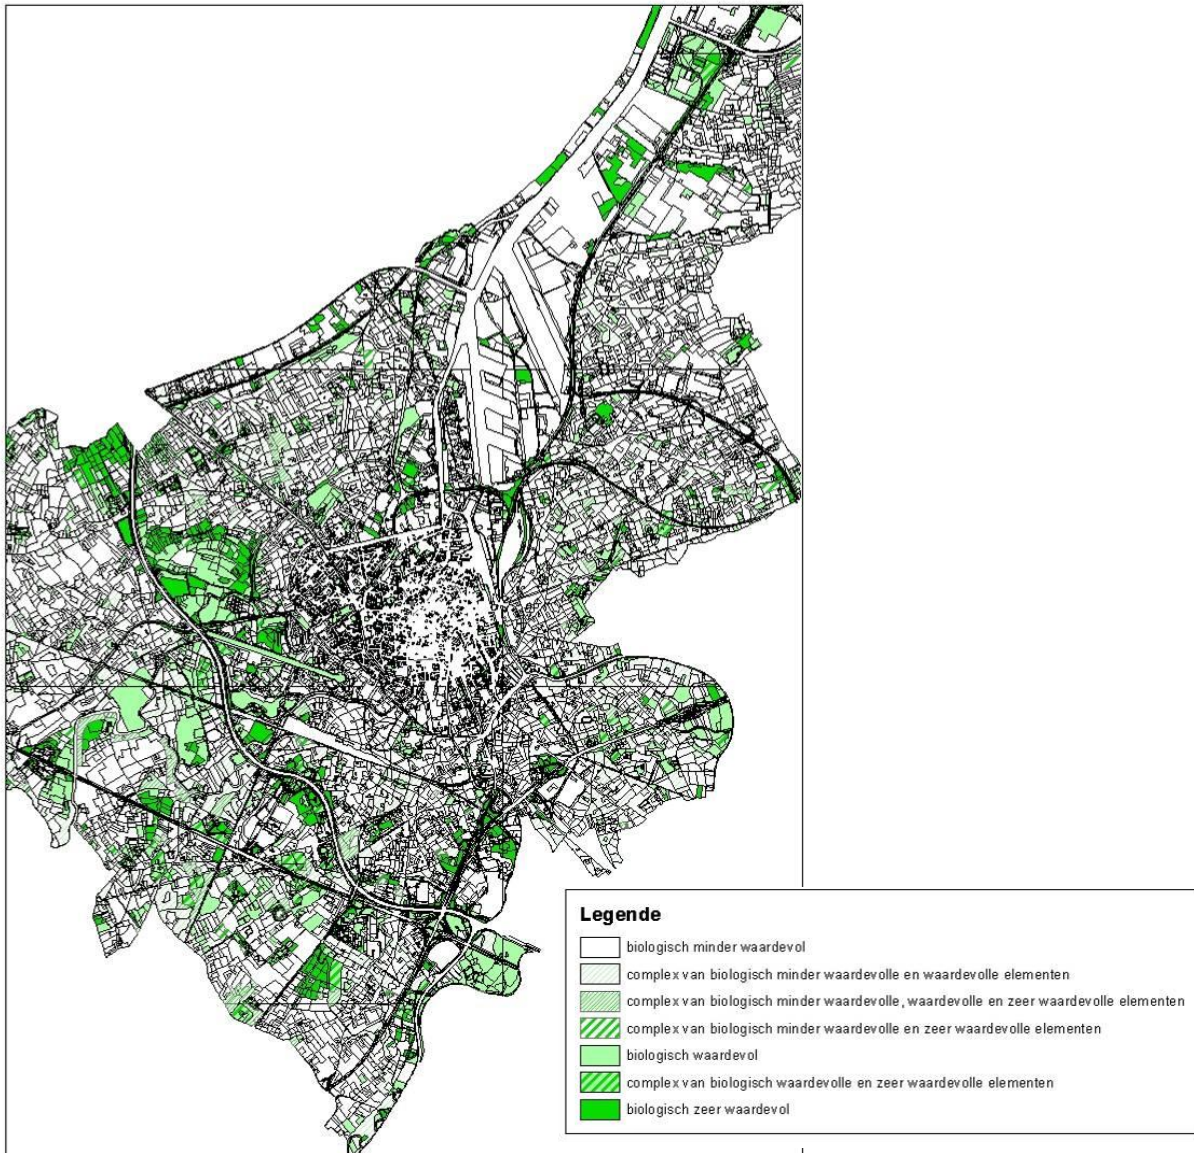 Legende
biologisch minder waardevol
complex van biologisch minder waardevolle en waardevolle elementen
complex van biologisch minder waardevolle, waardevolle en zeer waardevolle elementen
complex van biologisch minder waardevolle en zeer waardevolle elementen
biologisch waardevol
complex van biologisch waardevolle en zeer waardevolle elementen
biologisch zeer waardevol